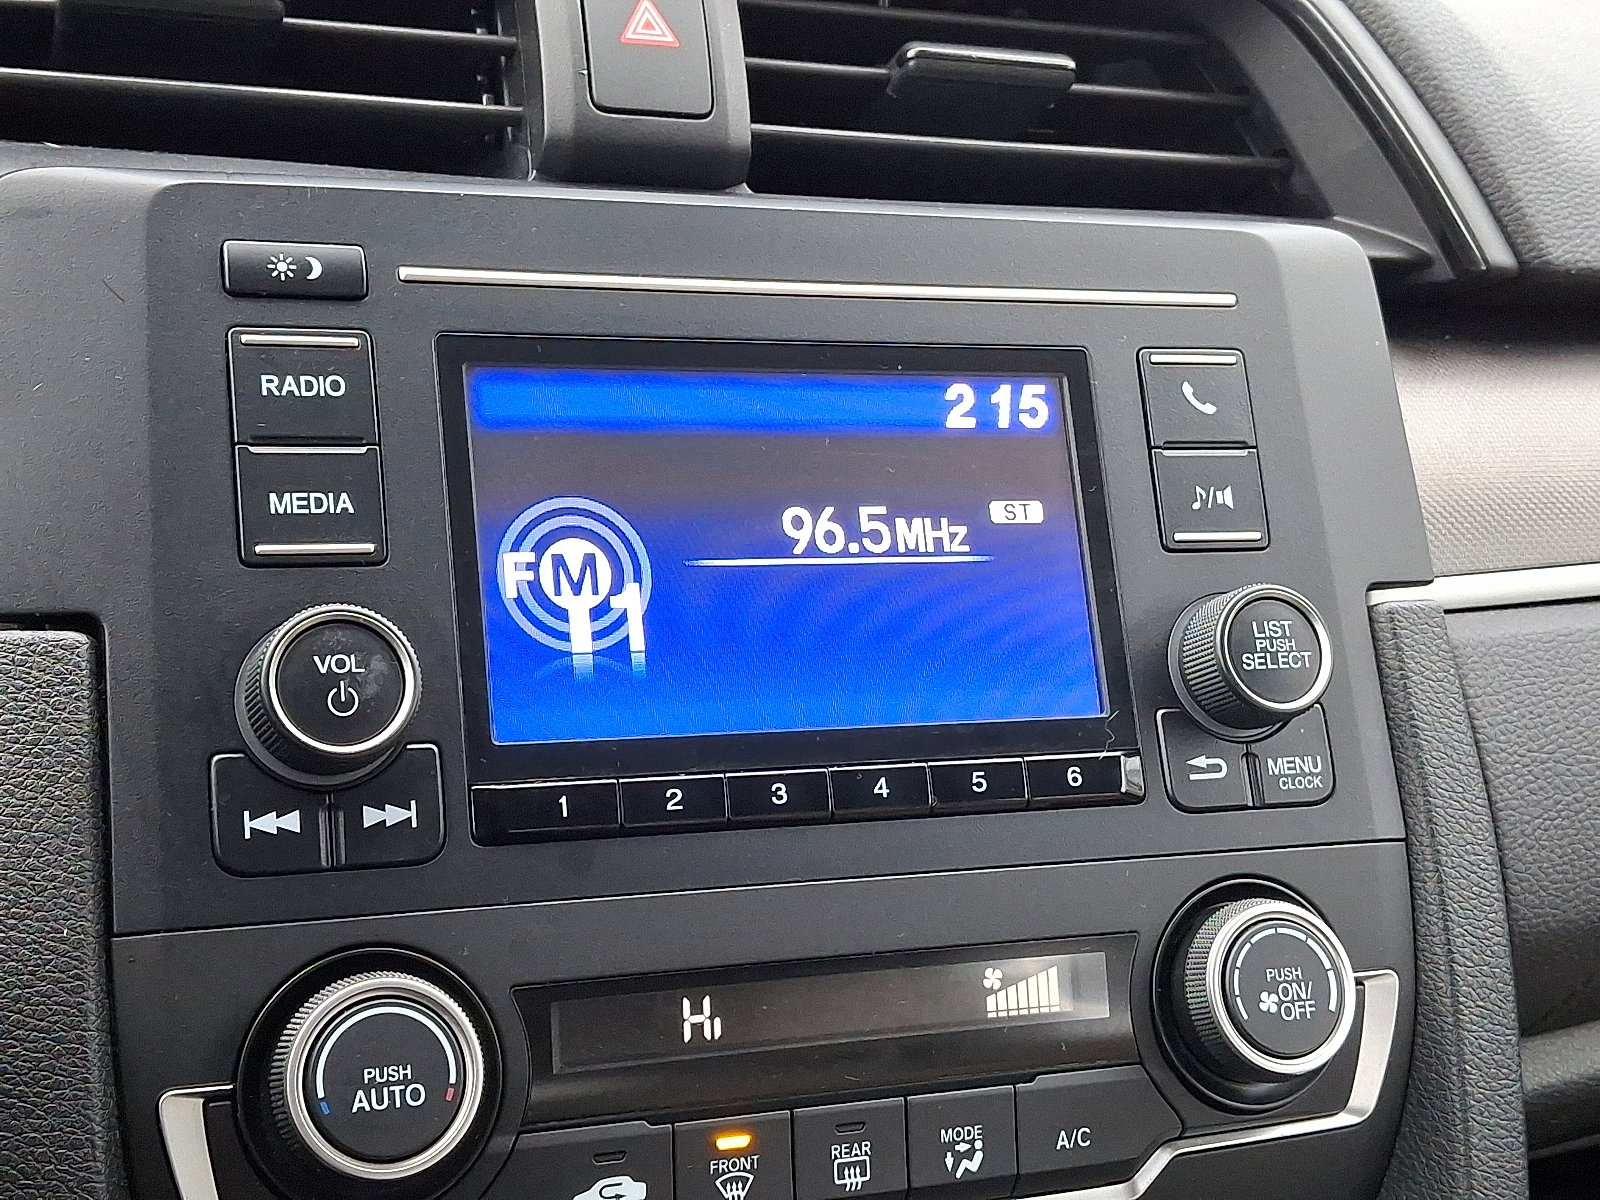 2 15
RADIO
MEDIA
96.5MHz
ST
FM
1
VOL
LIST
PUSH
SELECT
MENU
CLOCK
1 2 3 4 5 6
Hi
PUSH
AUTO
PUSH
ON/
OFF
FRONT
REAR
MODE
A/C